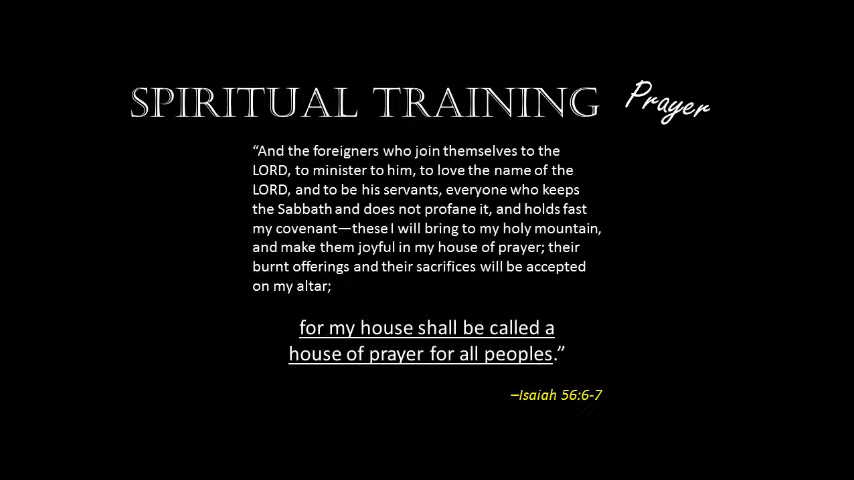 SPIRITUAL TRAINING Prayer
“And the foreigners who join themselves to the
LORD, to minister to him, to love the name of the
LORD, and to be his servants, everyone who keeps
the Sabbath and does not profane it, and holds fast
my covenant—these I will bring to my holy mountain,
and make them joyful in my house of prayer; their
burnt offerings and their sacrifices will be accepted
on my altar;
for my house shall be called a
house of prayer for all peoples.”
–Isaiah 56:6-7